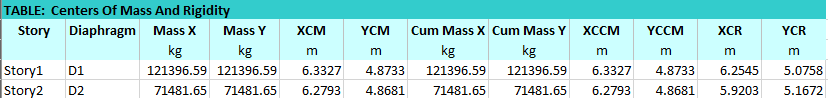 TABLE: Centers Of Mass And Rigidity
Story Diaphragm Mass X Mass Y XCM YCM Cum Mass X Cum Mass Y XCCM YCCM XCR YCR
kg kg m m kg kg m m m m
Story1 D1 121396.59 121396.59 6.3327 4.8733 121396.59 121396.59 6.3327 4.8733 6.2545 5.0758
Story2 D2 71481.65 71481.65 6.2793 4.8681 71481.65 71481.65 6.2793 4.8681 5.9203 5.1672